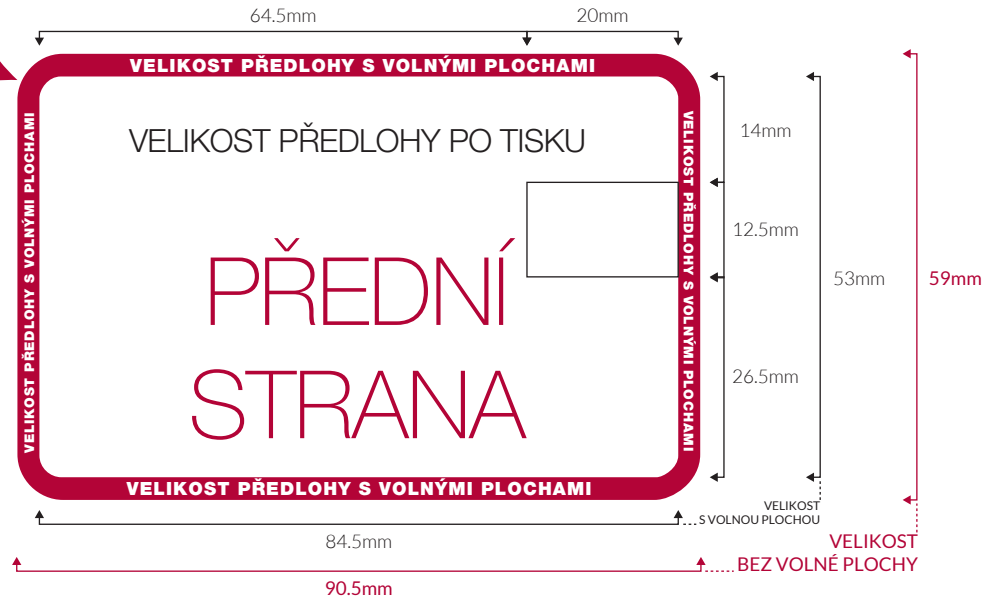 64.5mm
20mm
VELIKOST PŘEDLOHY S VOLNÝMI PLOCHAMI
VELIKOST PŘEDLOHY S VOLNÝMI PLOCHAMI
VELIKOST PŘEDLOHY S VOLNÝMI PLOCHAMI
VELIKOST PŘEDLOHY PO TISKU
14mm
12.5mm
53mm
59mm
PŘEDNÍ
STRANA
26.5mm
VELIKOST PŘEDLOHY S VOLNÝMI PLOCHAMI
VELIKOST
S VOLNOU PLOCHOU
84.5mm
VELIKOST
BEZ VOLNÉ PLOCHY
90.5mm